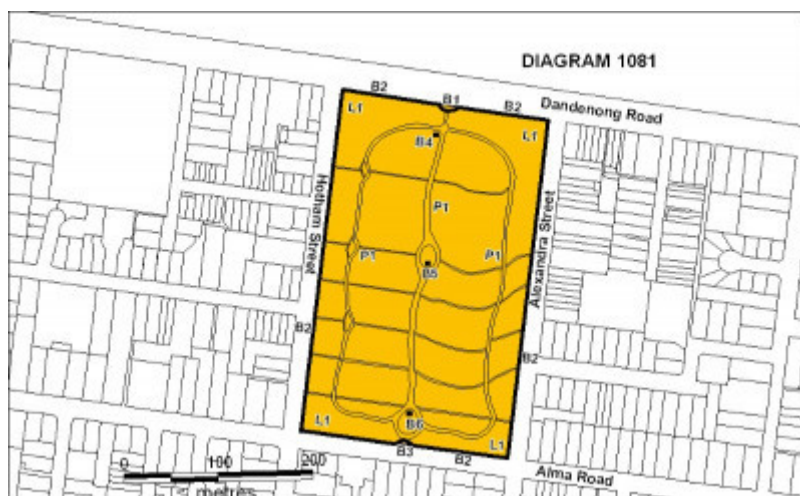 DIAGRAM 1081
B2
B1
B2
Dandenong Road
L1
L1
B4
Hotham Street
P1
Alexandra Street
P1
P1
B5
B2
B2
L1
B6
L1
B3
B2
Alma Road
0 100 200
metres